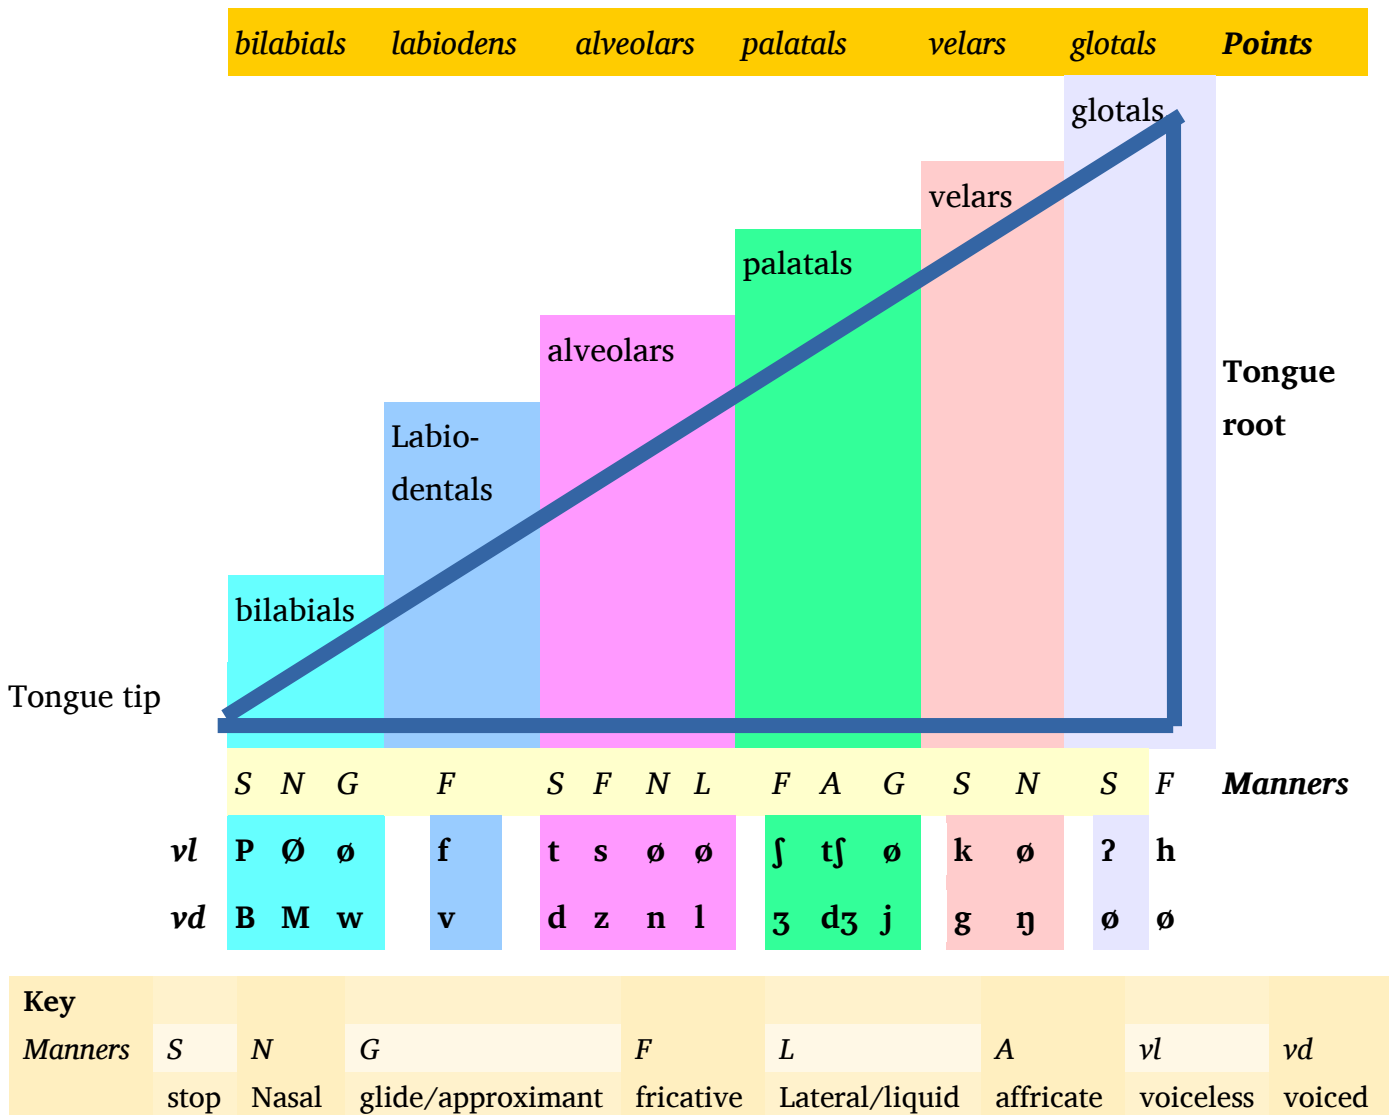 bilabials labiodens alveolars palatals velars glotals Points
glotals
velars
palatals
alveolars
Tongue
root
Labio-
dentals
bilabials
Tongue tip
S N G F S F N L F A G S N S F Manners
vl P Ø ø f t s ø ø ʃ tʃ ø k ø ʔ h
vd B M w v d z n l ʒ dʒ j g ŋ ø ø
Key
Manners S N G F L A vl vd
stop Nasal glide/approximant fricative Lateral/liquid affricate voiceless voiced